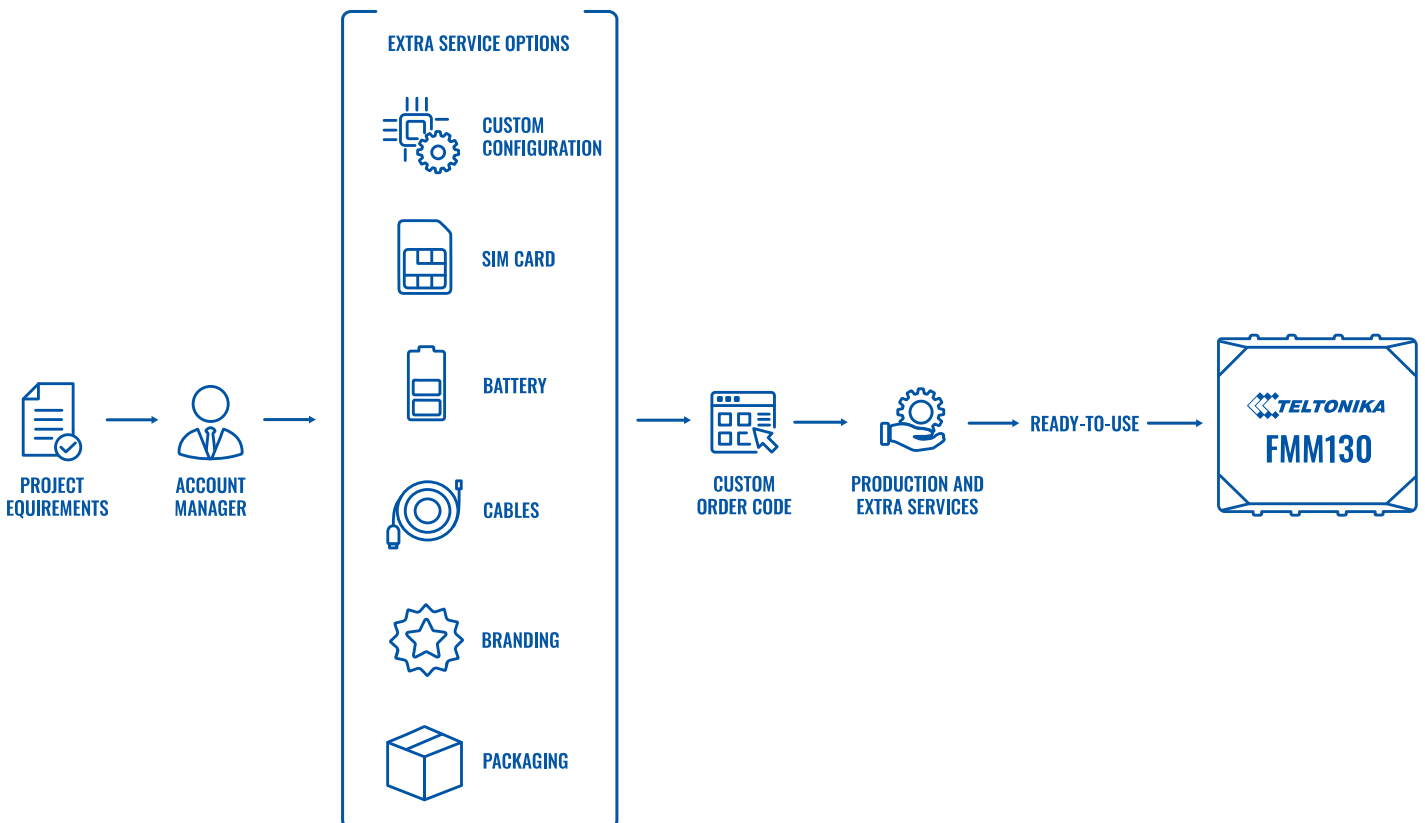 EXTRA SERVICE OPTIONS
CUSTOM
CONFIGURATION
SIM CARD
BATTERY
CABLES
BRANDING
PACKAGING
PROJECT
EQUIREMENTS
ACCOUNT
MANAGER
CUSTOM
ORDER CODE
PRODUCTION AND
EXTRA SERVICES
READY-TO-USE
TELTONIKA
FMM130